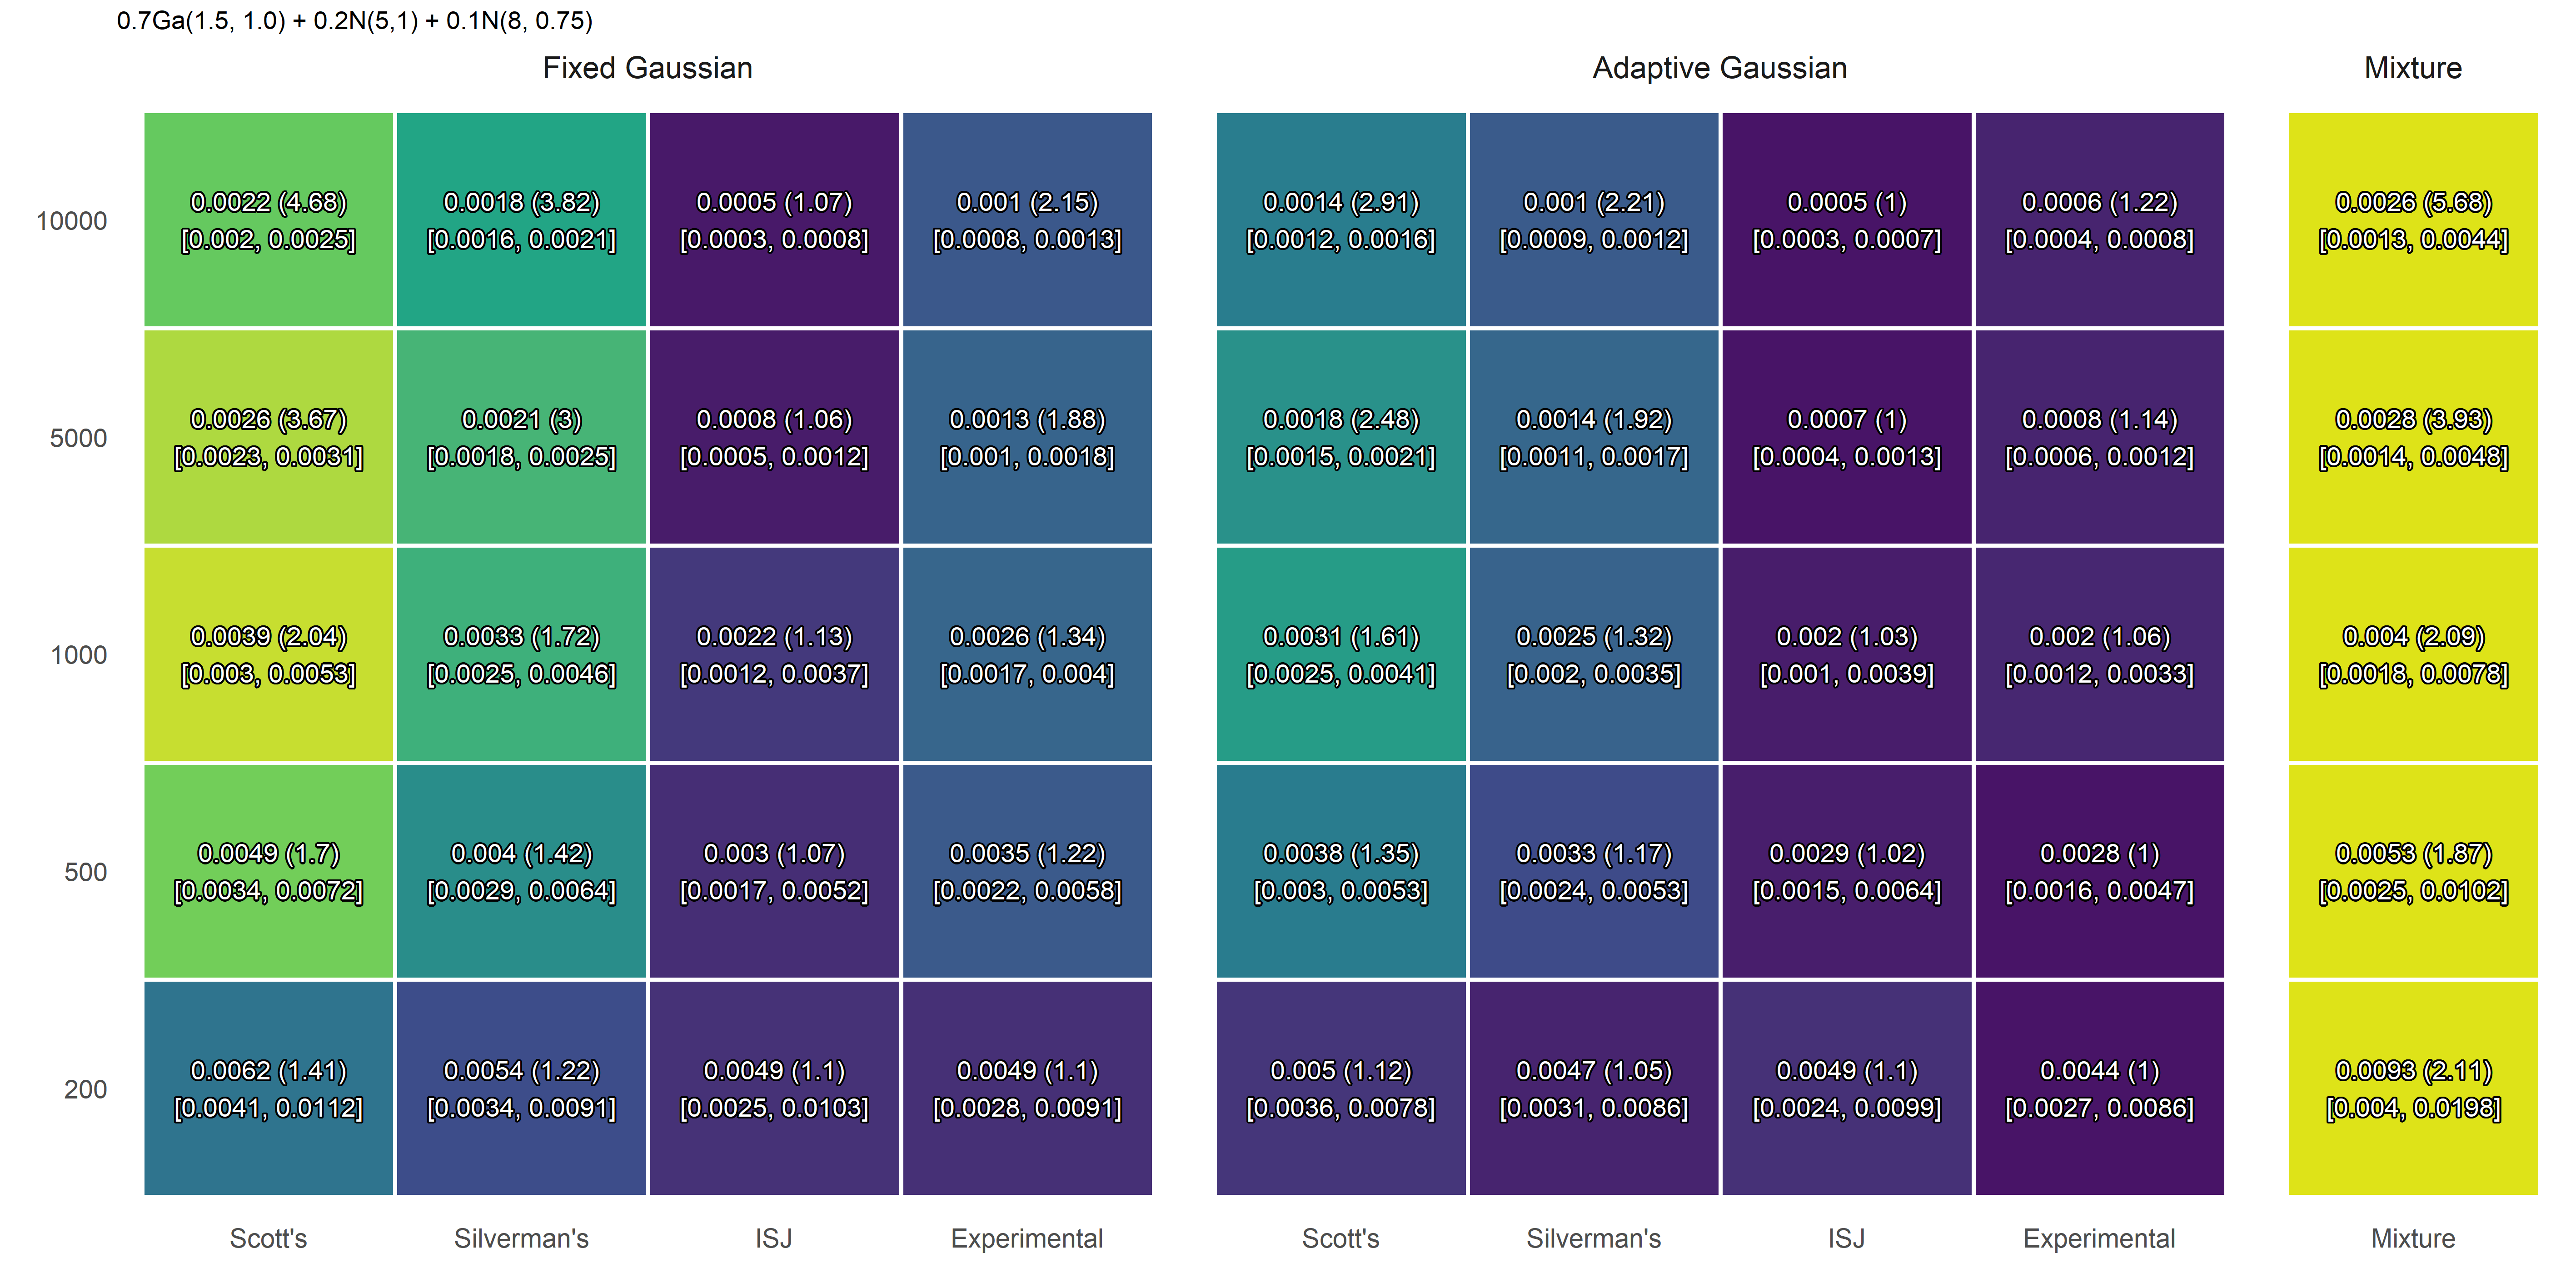 0.7Ga(1.5, 1.0) + 0.2N(5,1) + 0.1N(8, 0.75)
Fixed Gaussian Adaptive Gaussian Mixture
0.0022 (4.68) 0.0018 (3.82) 0.0005 (1.07) 0.001 (2.15) 0.0014 (2.91) 0.001 (2.21) 0.0005 (1) 0.0006 (1.22) 0.0026 (5.68)
10000
[0.002, 0.0025] [0.0016, 0.0021] [0.0003, 0.0008] [0.0008, 0.0013] [0.0012, 0.0016] [0.0009, 0.0012] [0.0003, 0.0007] [0.0004, 0.0008] [0.0013, 0.0044]
0.0026 (3.67) 0.0021 (3) 0.0008 (1.06) 0.0013 (1.88) 0.0018 (2.48) 0.0014 (1.92) 0.0007 (1) 0.0008 (1.14) 0.0028 (3.93)
5000
[0.0023, 0.0031] [0.0018, 0.0025] [0.0005, 0.0012] [0.001, 0.0018] [0.0015, 0.0021] [0.0011, 0.0017] [0.0004, 0.0013] [0.0006, 0.0012] [0.0014, 0.0048]
0.0039 (2.04) 0.0033 (1.72) 0.0022 (1.13) 0.0026 (1.34) 0.0031 (1.61) 0.0025 (1.32) 0.002 (1.03) 0.002 (1.06) 0.004 (2.09)
1000
[0.003, 0.0053] [0.0025, 0.0046] [0.0012, 0.0037] [0.0017, 0.004] [0.0025, 0.0041] [0.002, 0.0035] [0.001, 0.0039] [0.0012, 0.0033] [0.0018, 0.0078]
0.0049 (1.7) 0.004 (1.42) 0.003 (1.07) 0.0035 (1.22) 0.0038 (1.35) 0.0033 (1.17) 0.0029 (1.02) 0.0028 (1) 0.0053 (1.87)
500
[0.0034, 0.0072] [0.0029, 0.0064] [0.0017, 0.0052] [0.0022, 0.0058] [0.003, 0.0053] [0.0024, 0.0053] [0.0015, 0.0064] [0.0016, 0.0047] [0.0025, 0.0102]
0.0062 (1.41) 0.0054 (1.22) 0.0049 (1.1) 0.0049 (1.1) 0.005 (1.12) 0.0047 (1.05) 0.0049 (1.1) 0.0044 (1) 0.0093 (2.11)
200
[0.0041, 0.0112] [0.0034, 0.0091] [0.0025, 0.0103] [0.0028, 0.0091] [0.0036, 0.0078] [0.0031, 0.0086] [0.0024, 0.0099] [0.0027, 0.0086] [0.004, 0.0198]
Scott's Silverman's ISJ Experimental Scott's Silverman's ISJ Experimental Mixture